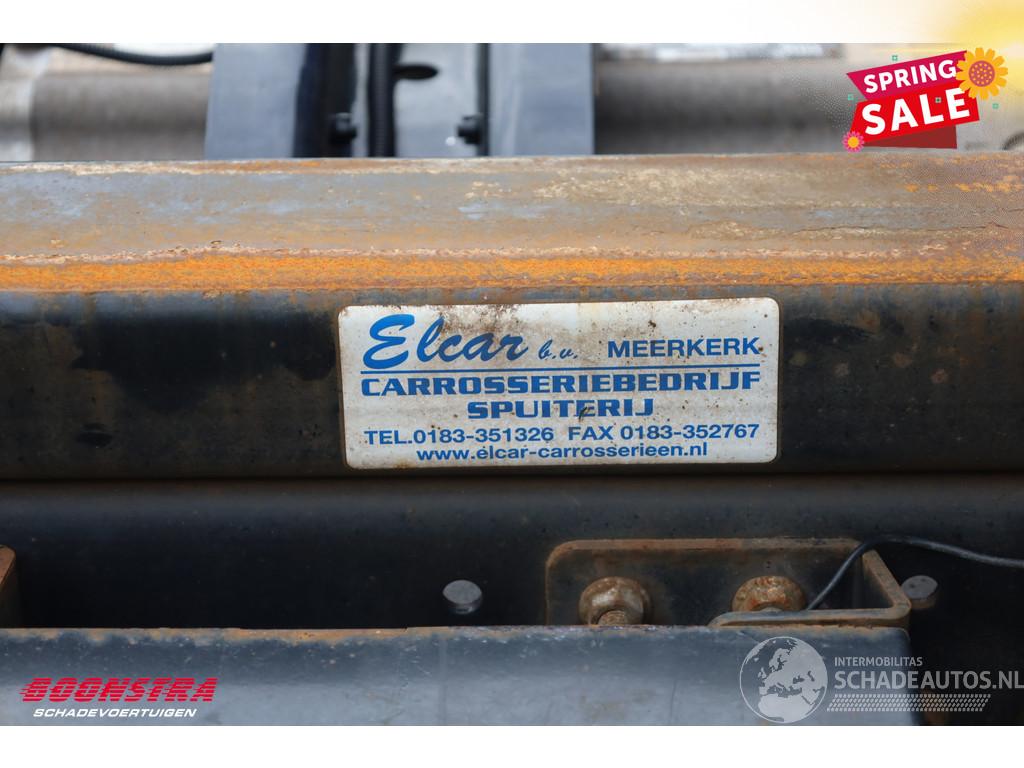 SPRING
SALE
Elcar b.v. MEERKERK
CARROSSERIEBEDRIJF
SPUITERIJ
TEL.0183-351326 FAX 0183-352767
www.elcar-carrosserieen.nl
BOONSTRA
SCHADEVOERTUIGEN
INTERMOBILITAS
SCHADEAUTOS.NL